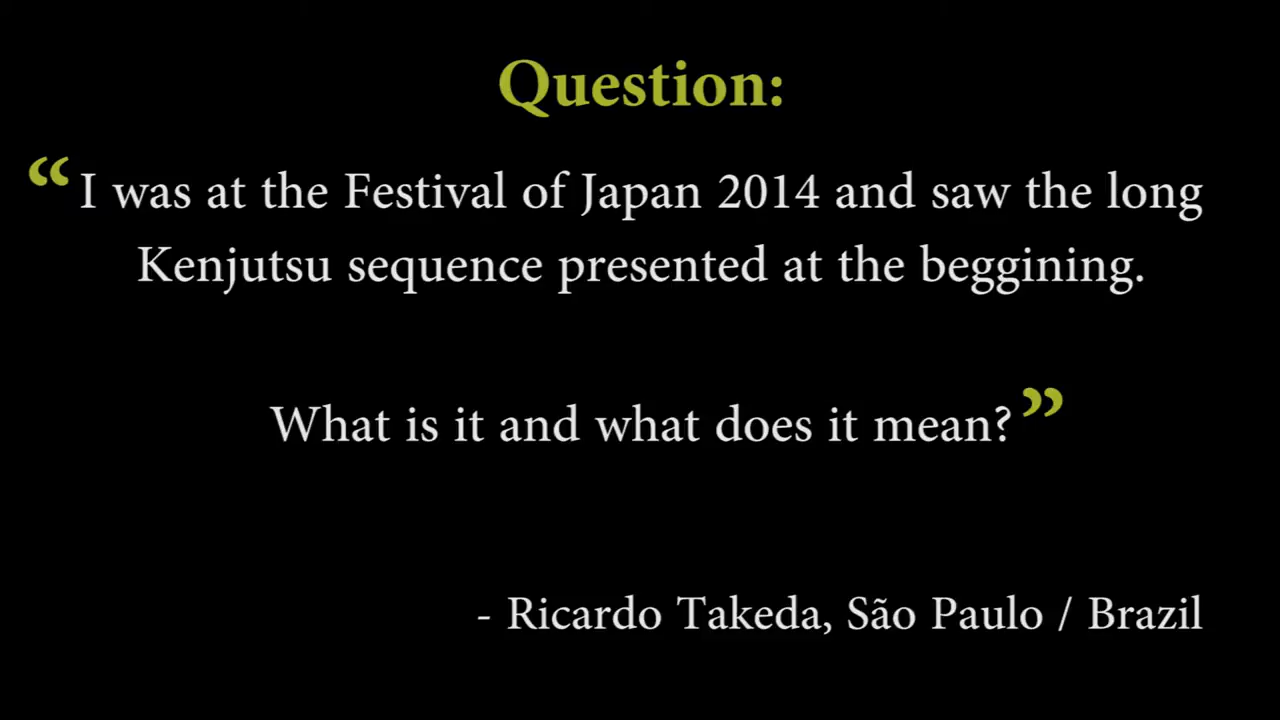 Question:
“I was at the Festival of Japan 2014 and saw the long
Kenjutsu sequence presented at the beggining.
What is it and what does it mean?”
- Ricardo Takeda, São Paulo / Brazil